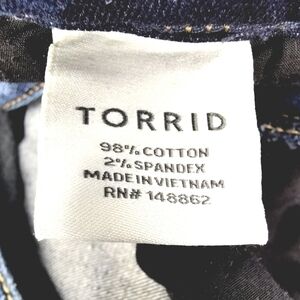 TORRID
98% COTTON
2% SPANDEX
MADE IN VIETNAM
RN# 148862